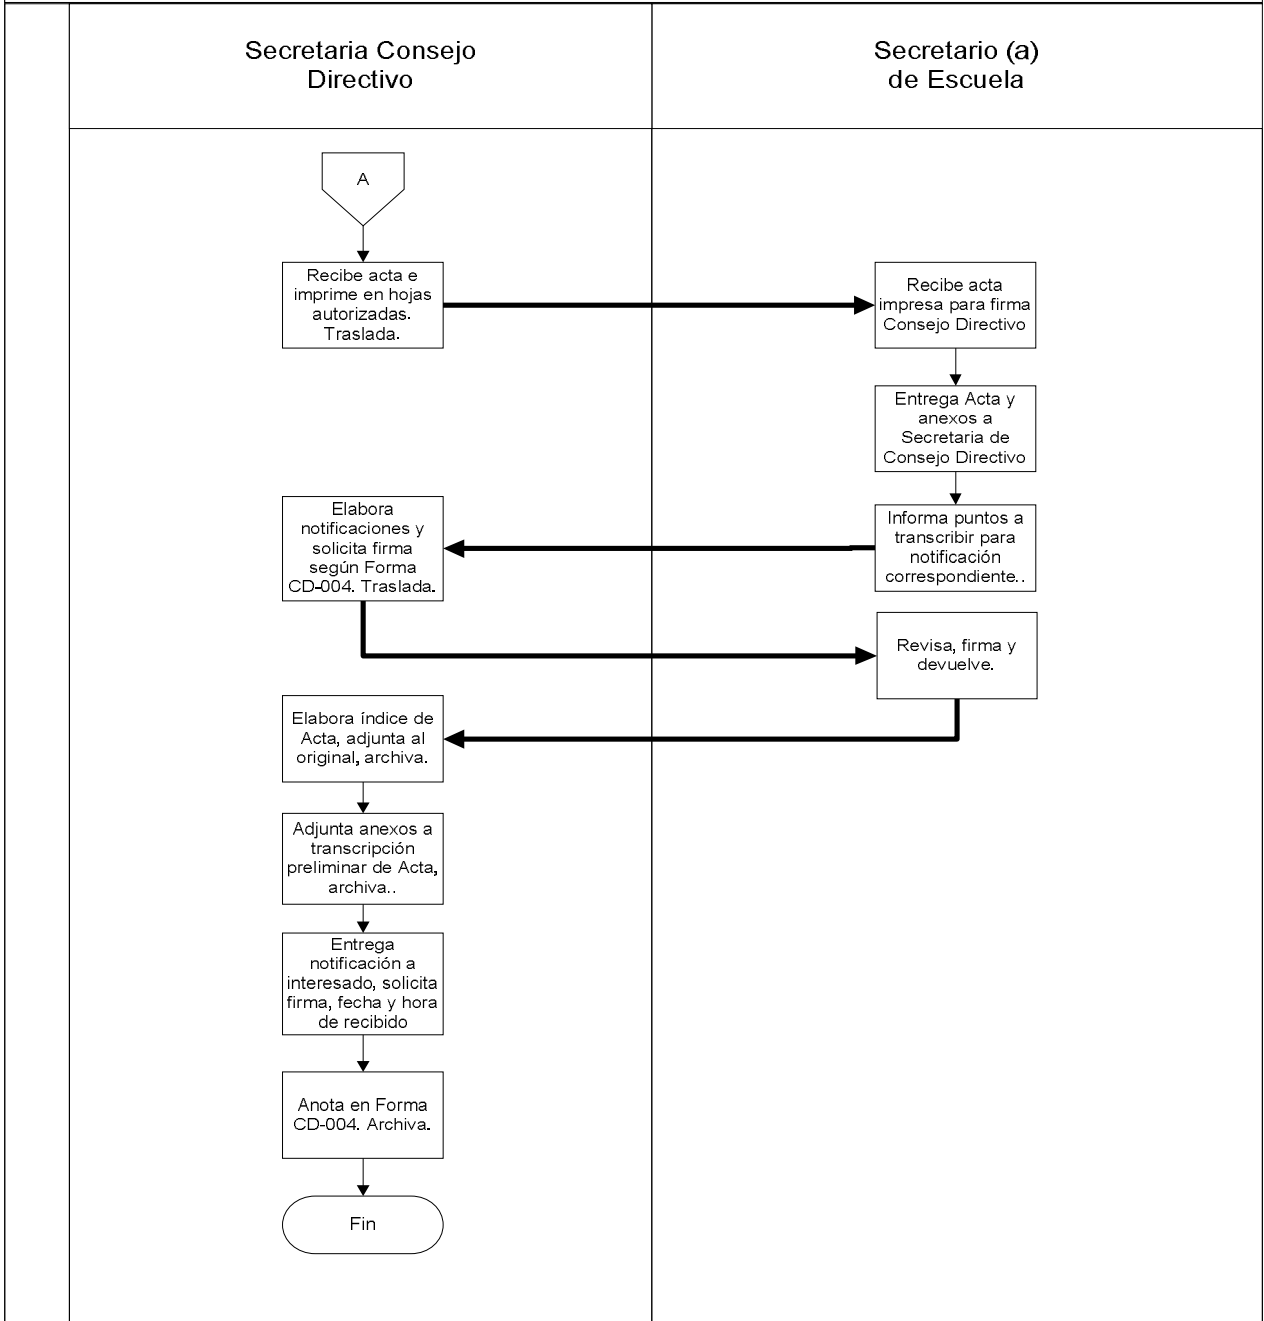 Secretaria Consejo
Directivo
Secretario (a)
de Escuela
A
Recibe acta e
imprime en hojas
autorizadas.
Traslada.
Recibe acta
impresa para firma
Consejo Directivo
Entrega Acta y
anexos a
Secretaria de
Consejo Directivo
Informa puntos a
transcribir para
notificación
correspondiente..
Elabora
notificaciones y
solicita firma
según Forma
CD-004. Traslada.
Revisa, firma y
devuelve.
Elabora índice de
Acta, adjunta al
original, archiva.
Adjunta anexos a
transcripción
preliminar de Acta,
archiva..
Entrega
notificación a
interesado, solicita
firma, fecha y hora
de recibido
Anota en Forma
CD-004. Archiva.
Fin